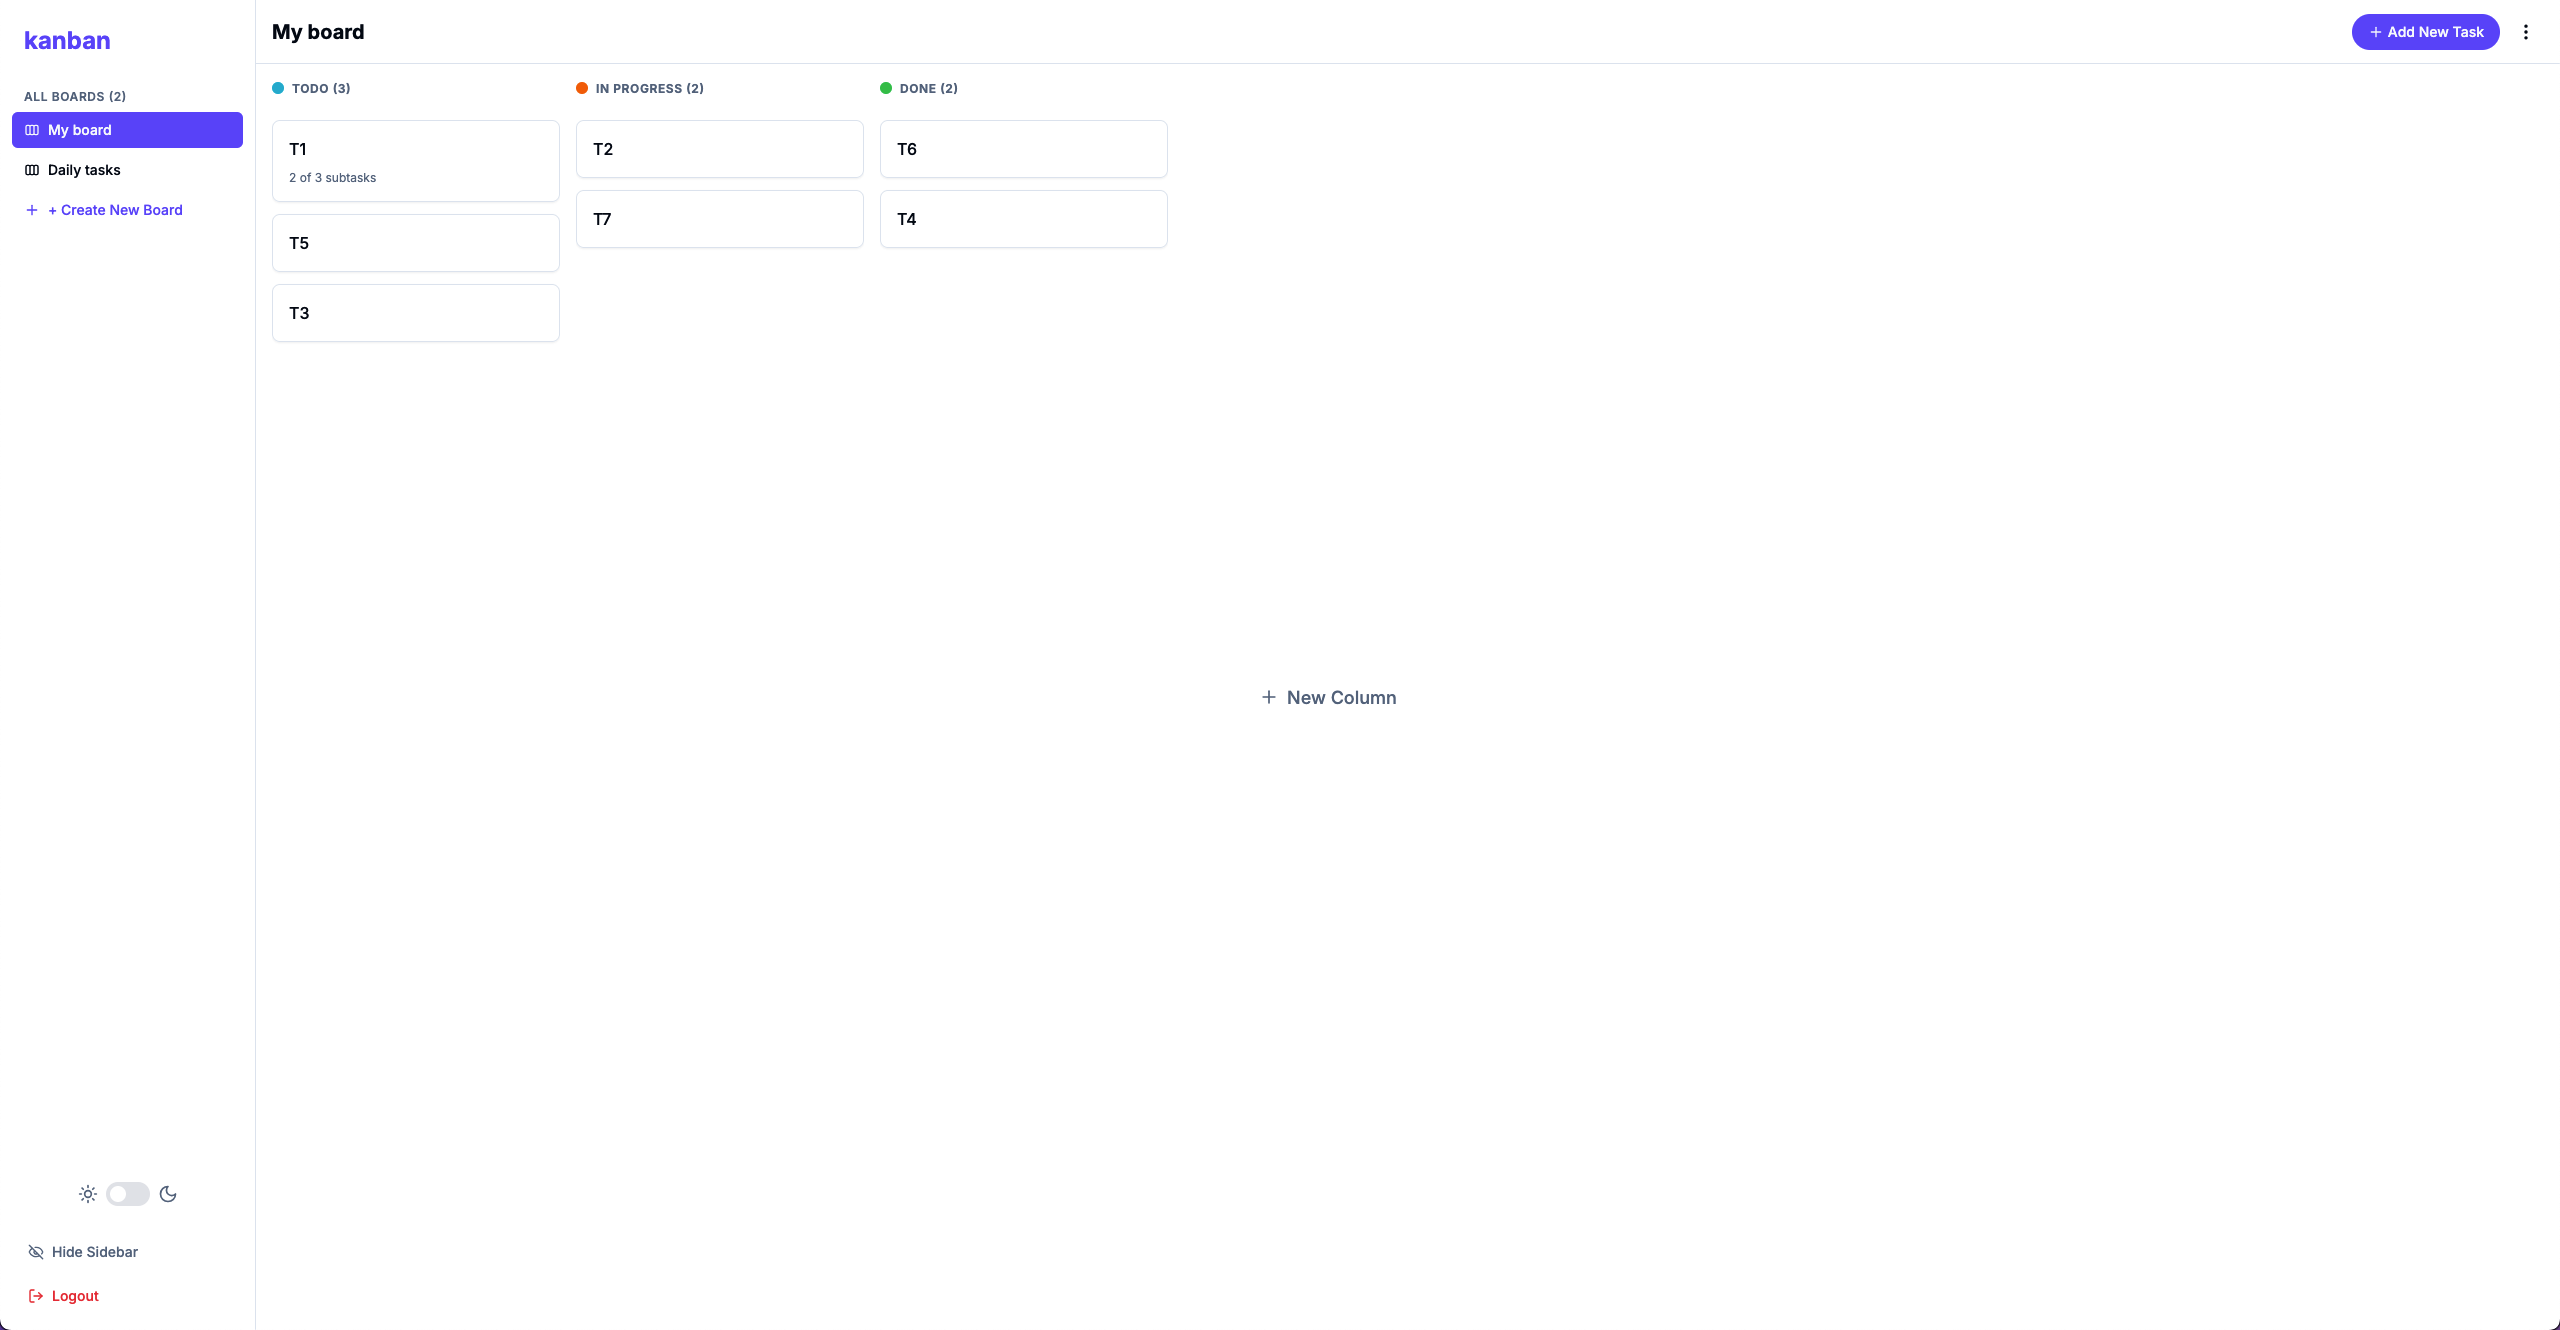 kanban
ALL BOARDS (2)
My board
Daily tasks
+ Create New Board
My board
+ Add New Task
TODO (3)
T1
2 of 3 subtasks
T5
T3
IN PROGRESS (2)
T2
T7
DONE (2)
T6
T4
+ New Column
Hide Sidebar
Logout